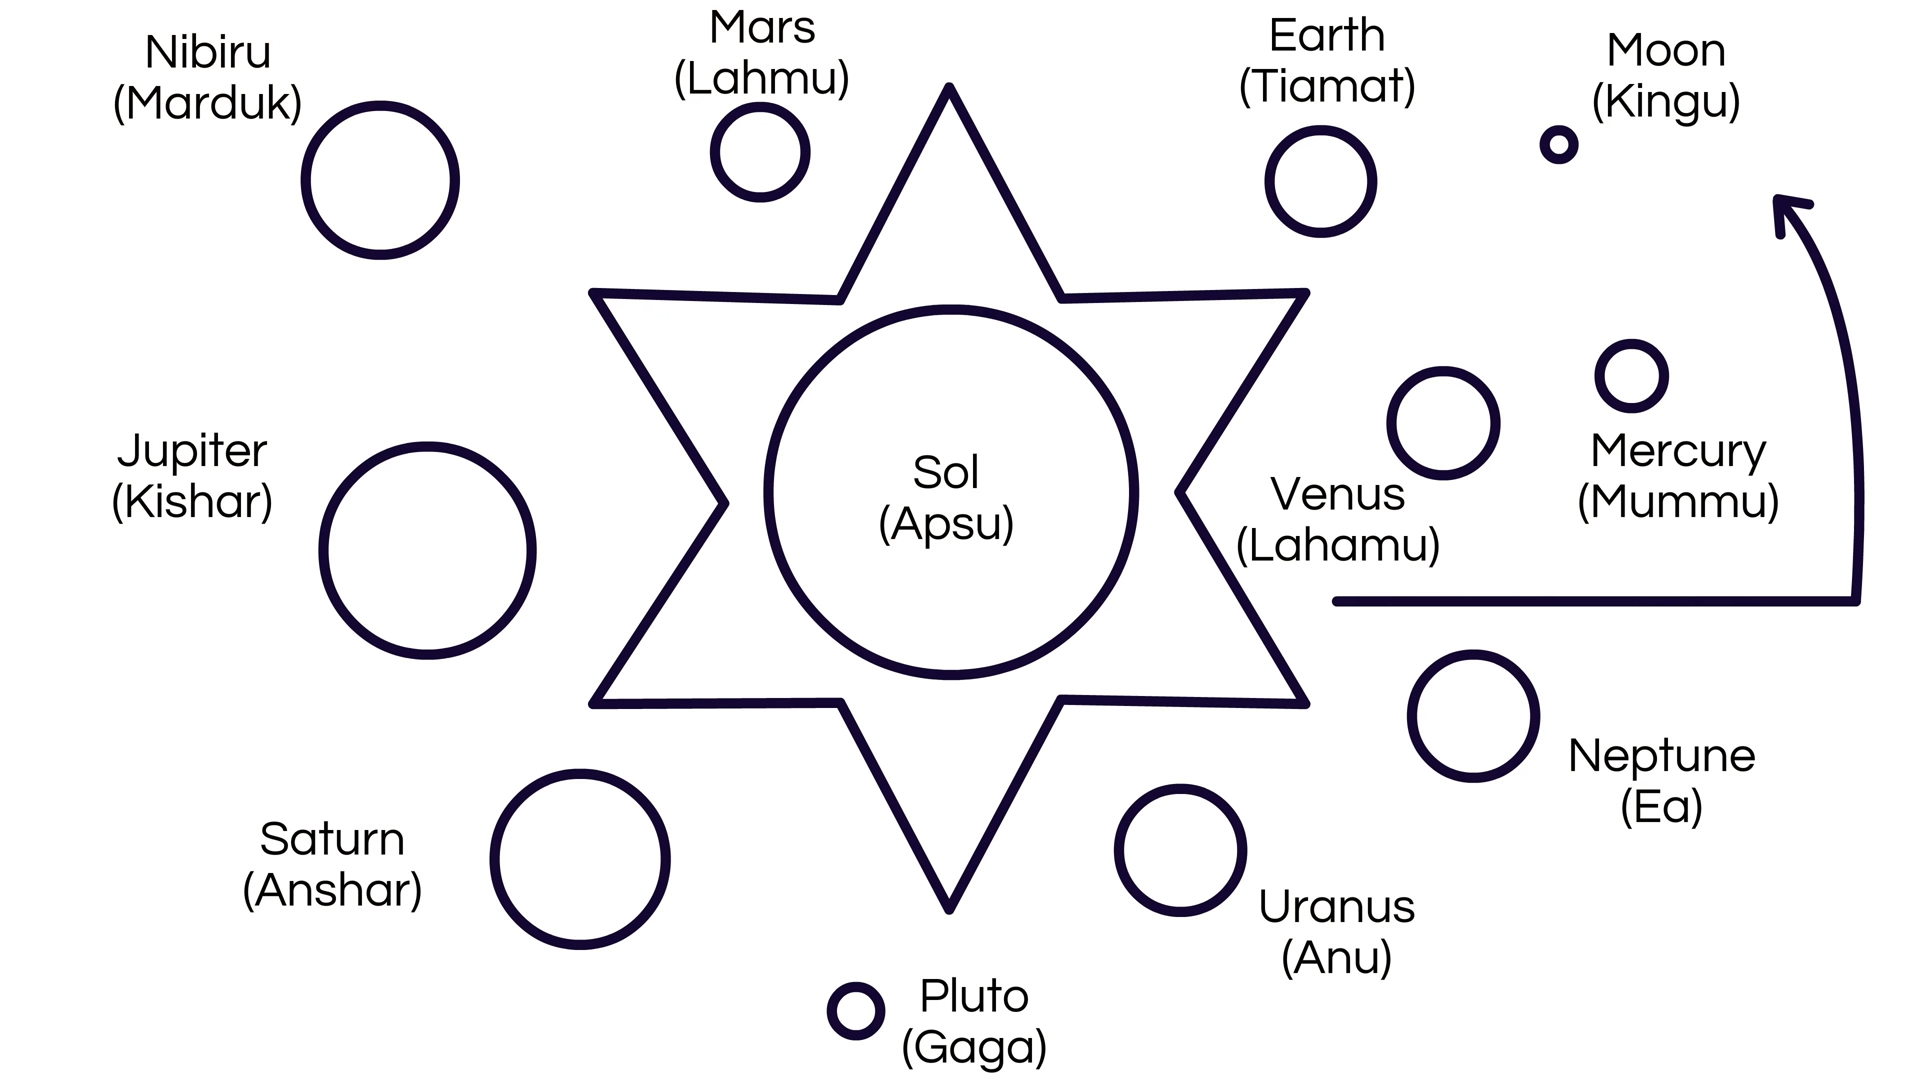 Nibiru
(Marduk)
Mars
(Lahmu)
Earth
(Tiamat)
Moon
(Kingu)
Jupiter
(Kishar)
Sol
(Apsu)
Venus
(Lahamu)
Mercury
(Mummu)
Saturn
(Anshar)
Neptune
(Ea)
Uranus
(Anu)
Pluto
(Gaga)